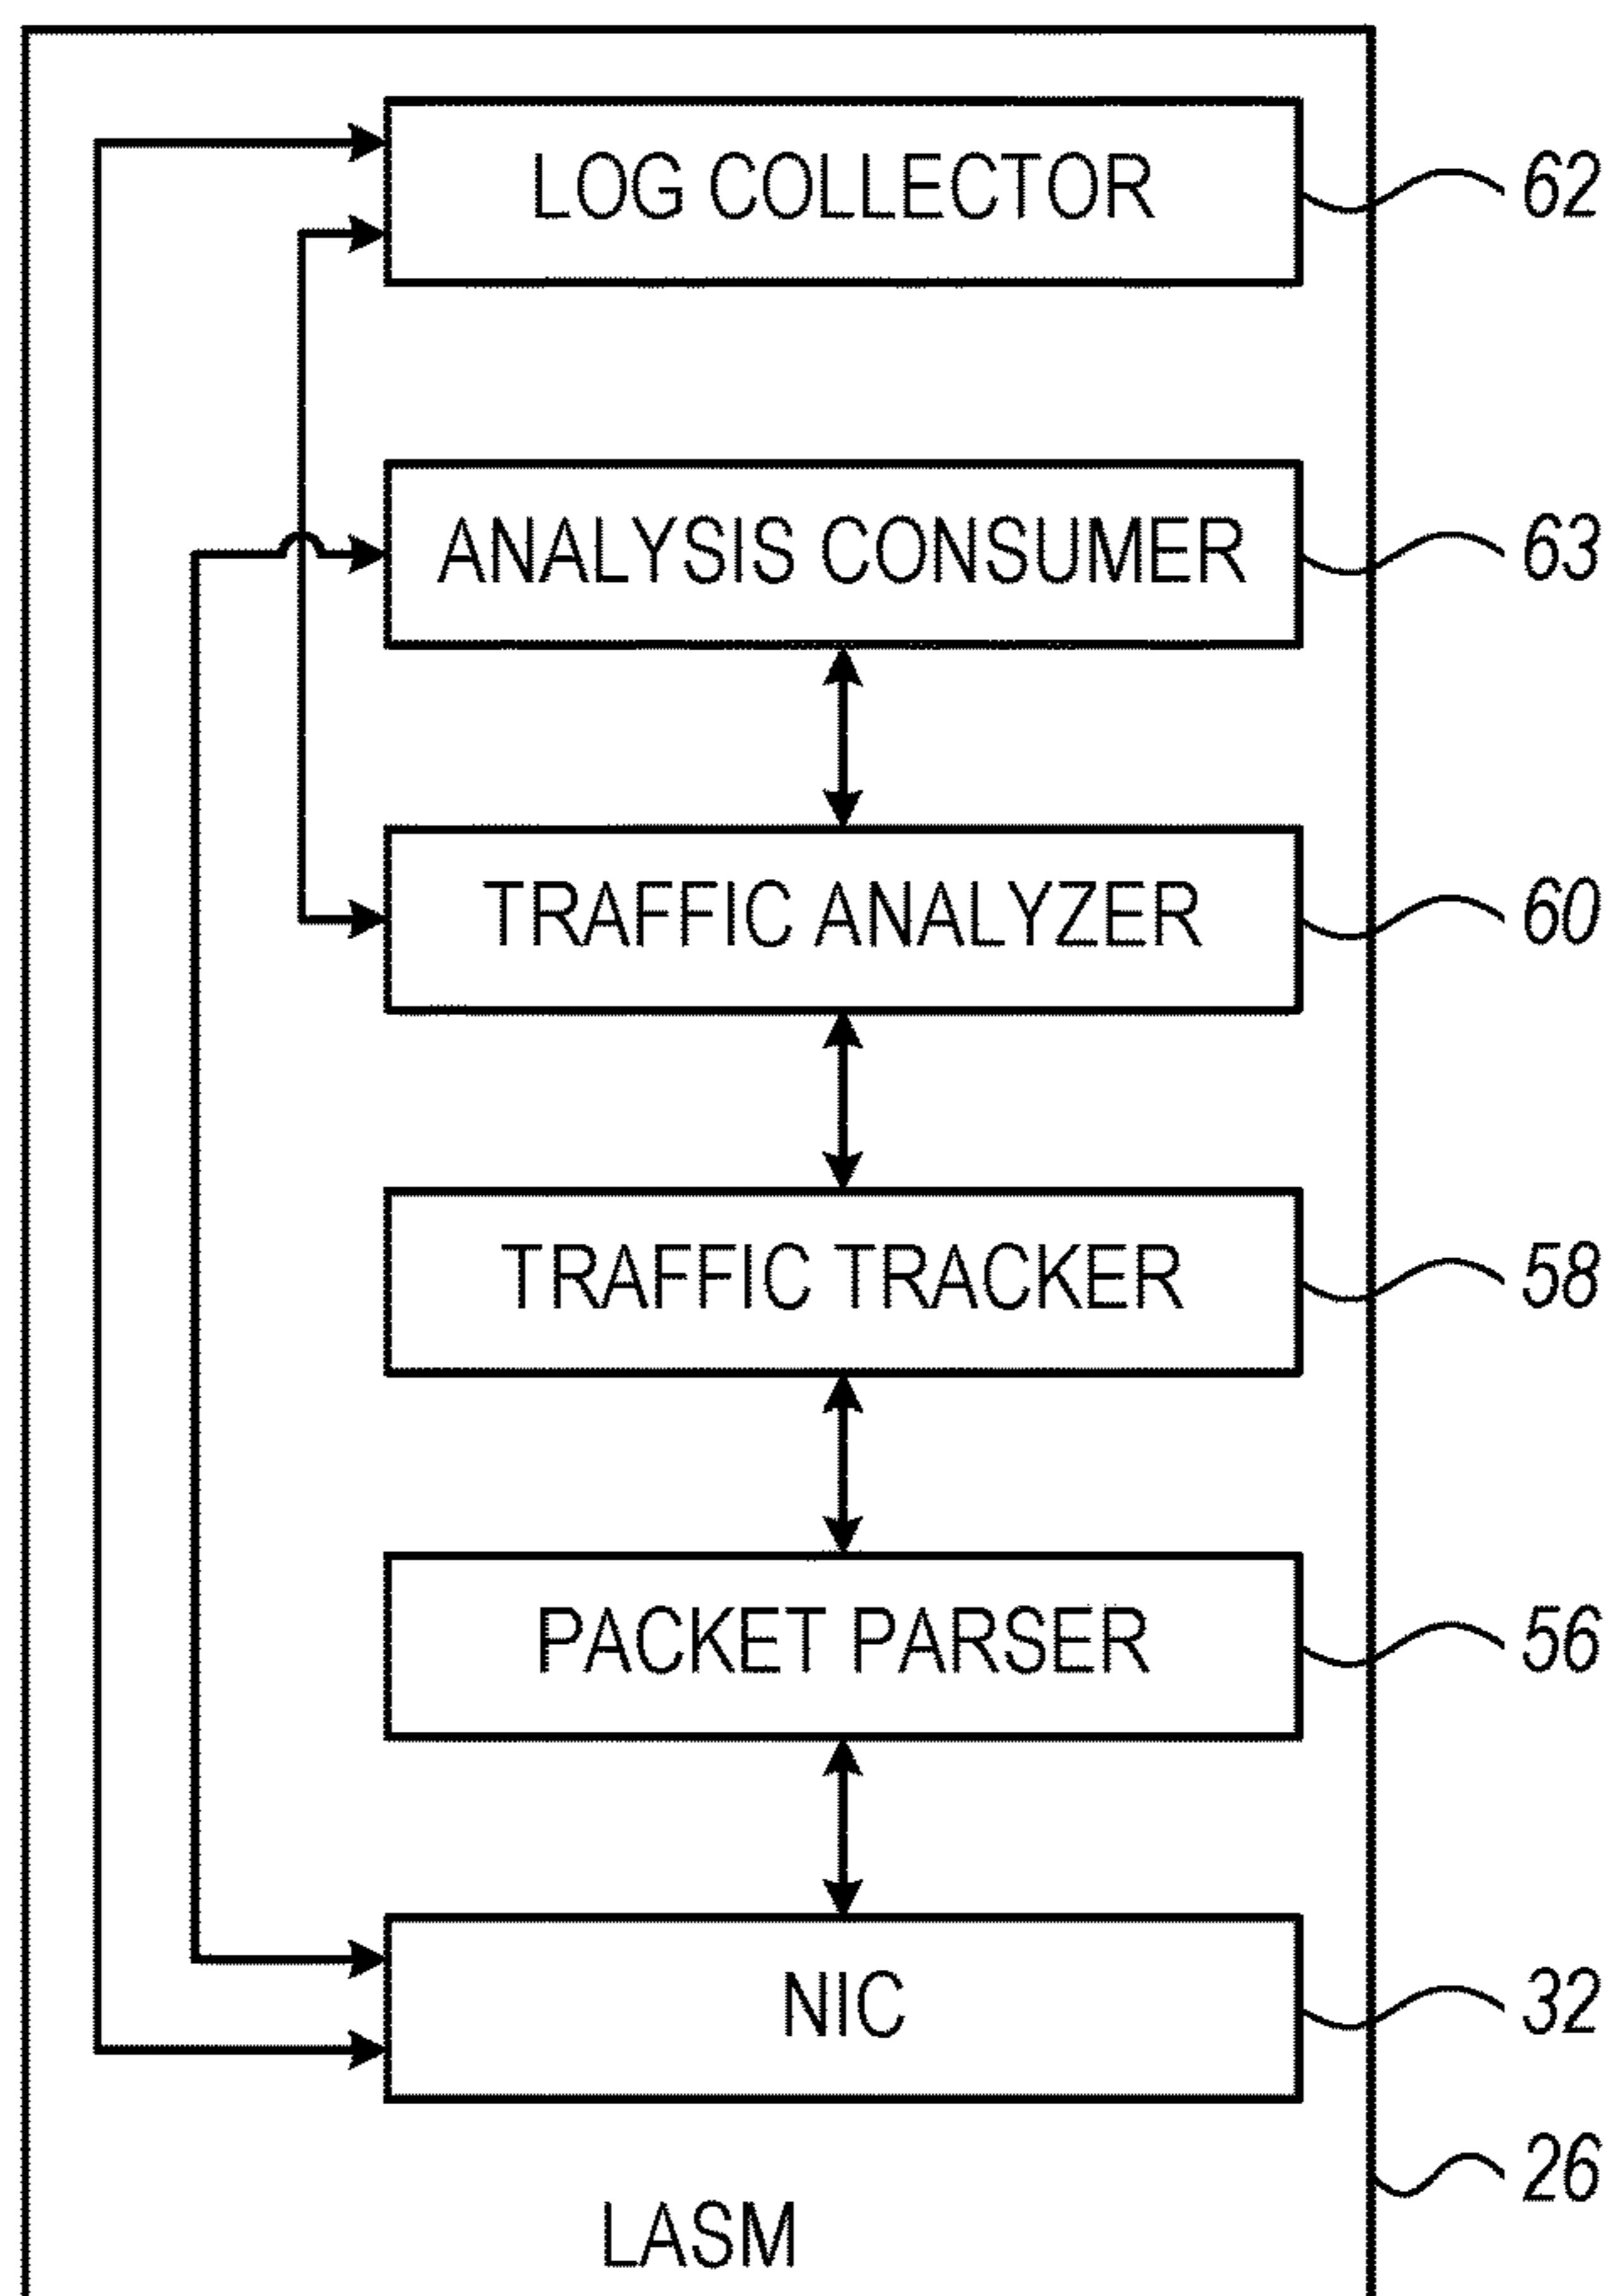 LOG COLLECTOR
62
ANALYSIS CONSUMER
63
TRAFFIC ANALYZER
60
TRAFFIC TRACKER
58
PACKET PARSER
56
NIC
32
26
LASM